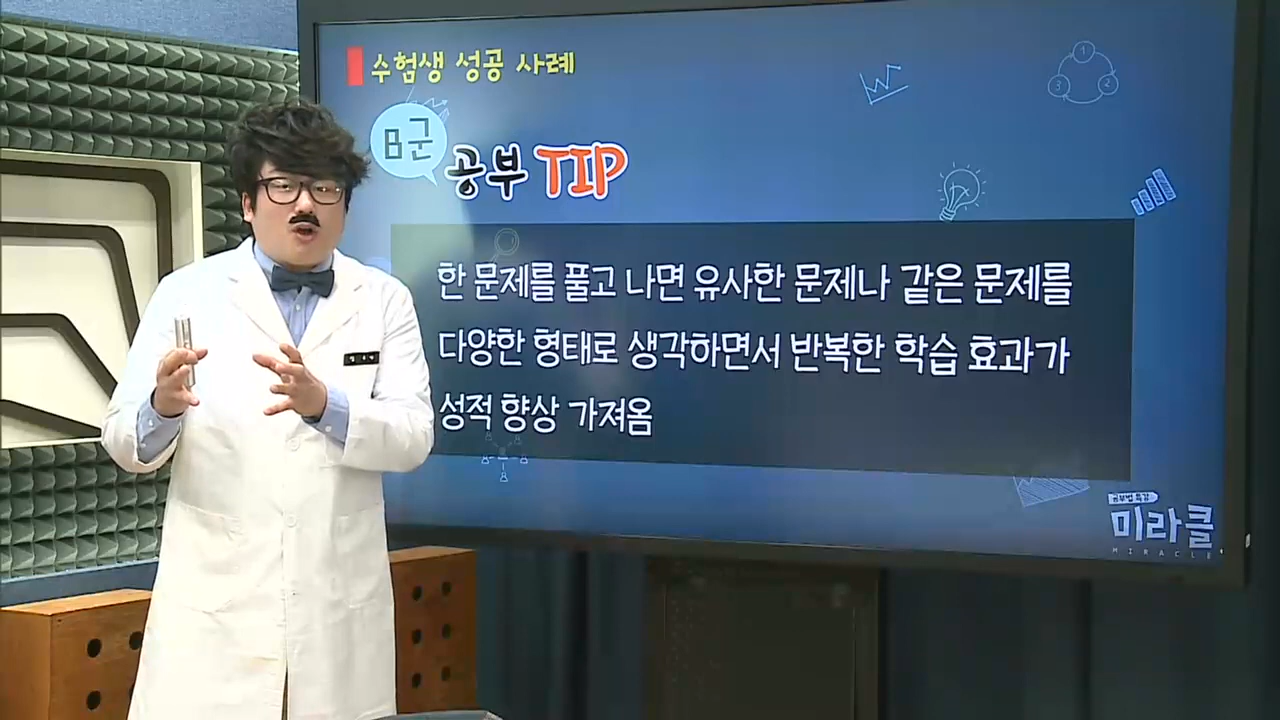 수험생 성공 사례
B군
공부 TIP
한 문제를 풀고 나면 유사한 문제나 같은 문제를
다양한 형태로 생각하면서 반복한 학습 효과가
성적 향상 가져옴
1
2
3
공부법 특강
미라클
MIRACLE